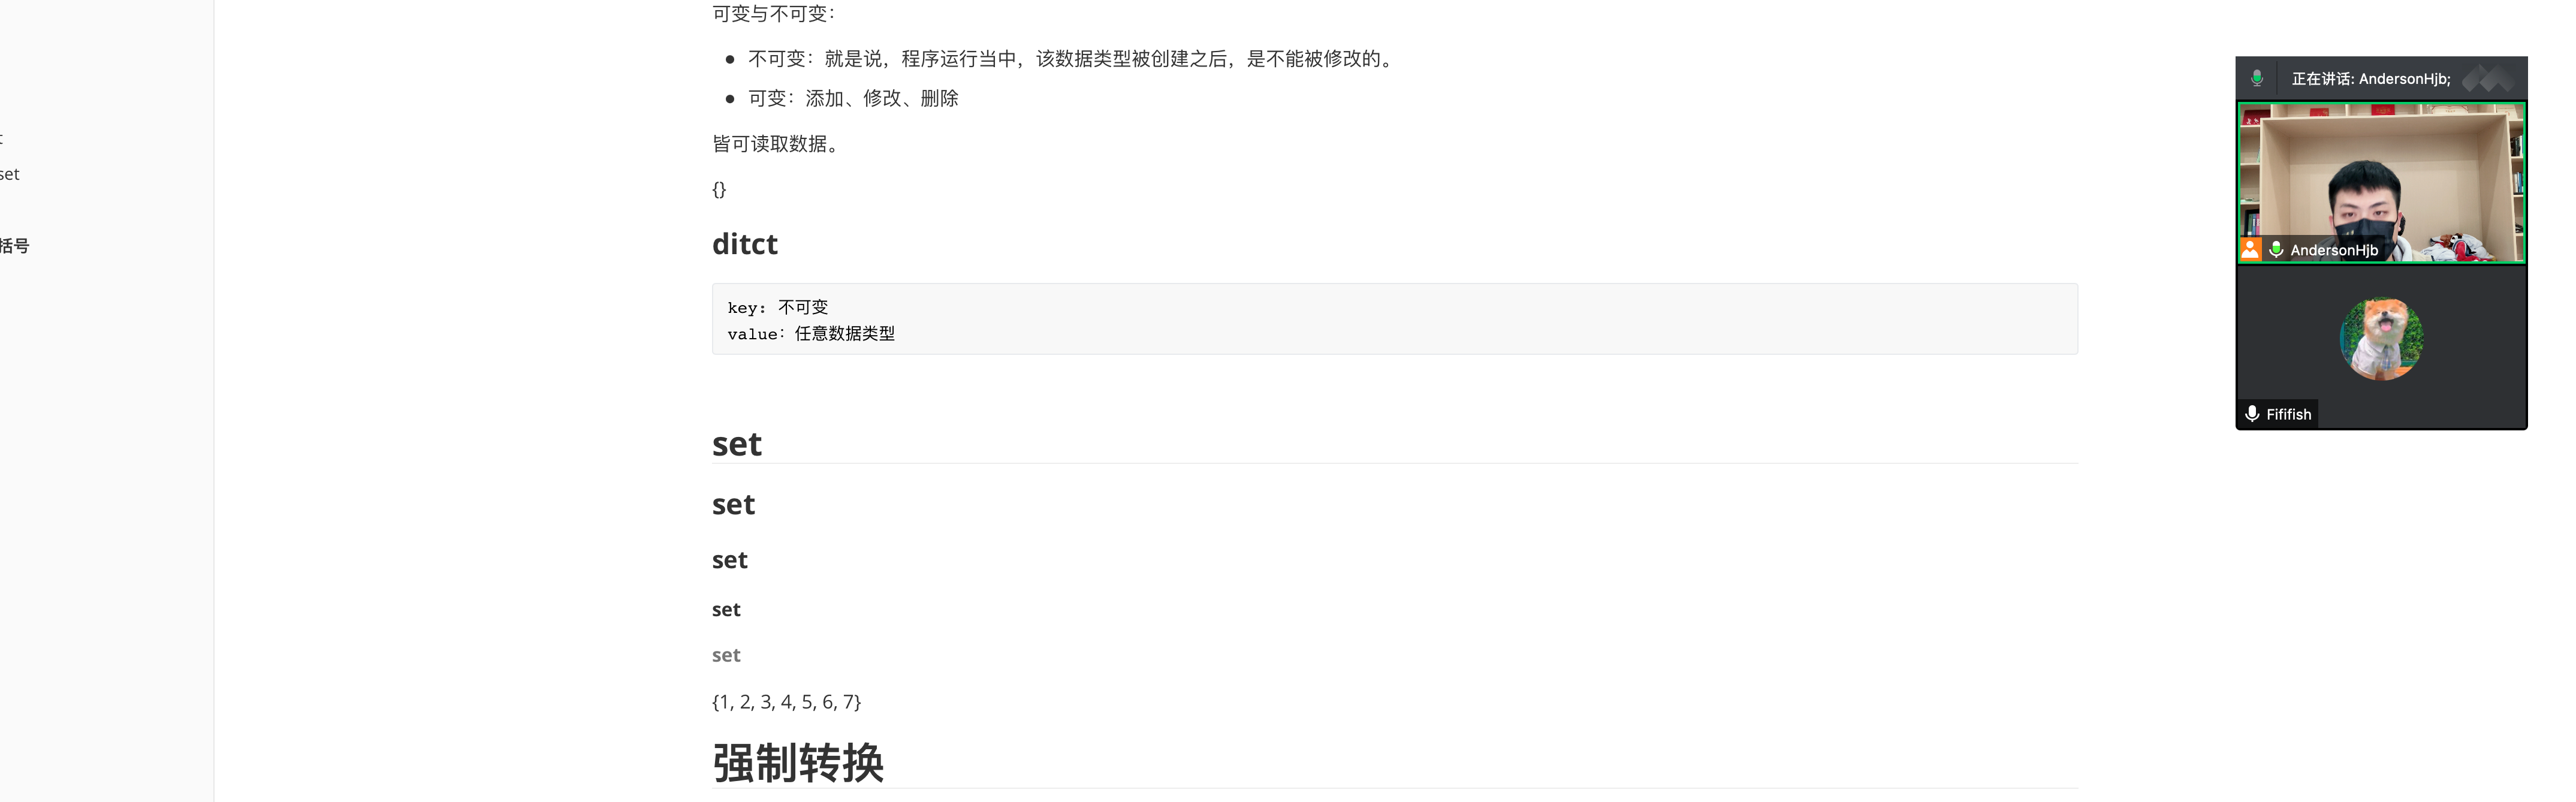 可变与不可变：
不可变：就是说，程序运行当中，该数据类型被创建之后，是不能被修改的。
可变：添加、修改、删除
皆可读取数据。
{}
ditct
key: 不可变
value：任意数据类型
set
set
set
set
set
{1, 2, 3, 4, 5, 6, 7}
强制转换
t
set
括号
正在讲话: AndersonHjb;
AndersonHjb
Fififish